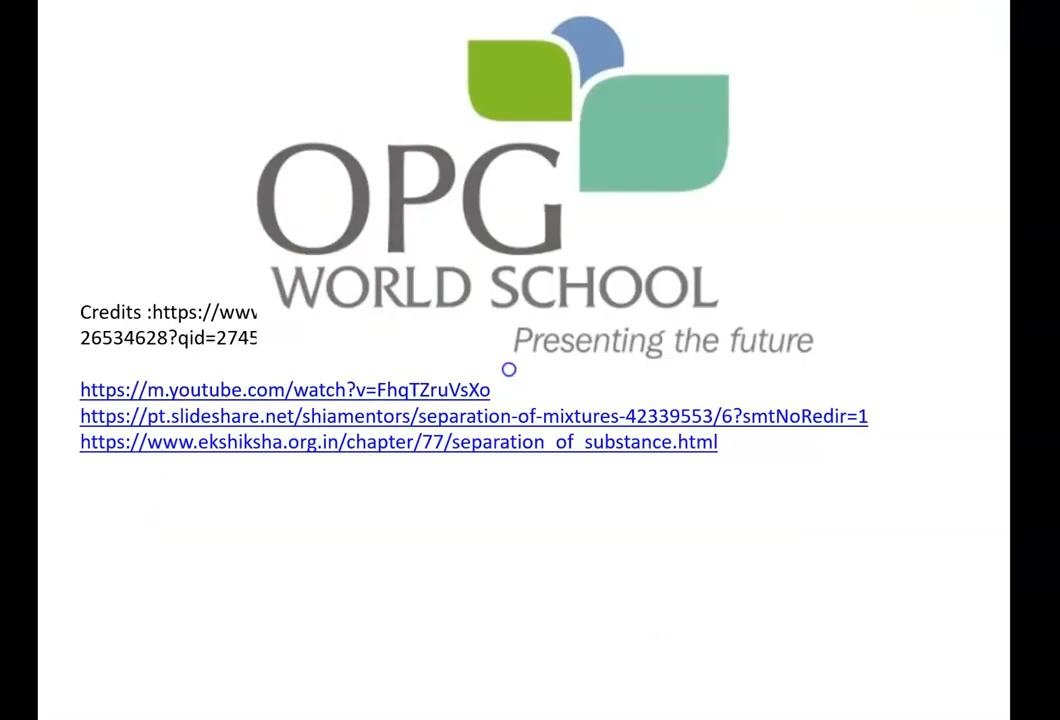 OPG
WORLD SCHOOL
Presenting the future
Credits :https://www
26534628?qid=2745
https://m.youtube.com/watch?v=FhqTZruVsXo
https://pt.slideshare.net/shiamentors/separation-of-mixtures-42339553/6?smtNoRedir=1
https://www.ekshiksha.org.in/chapter/77/separation_of_substance.html